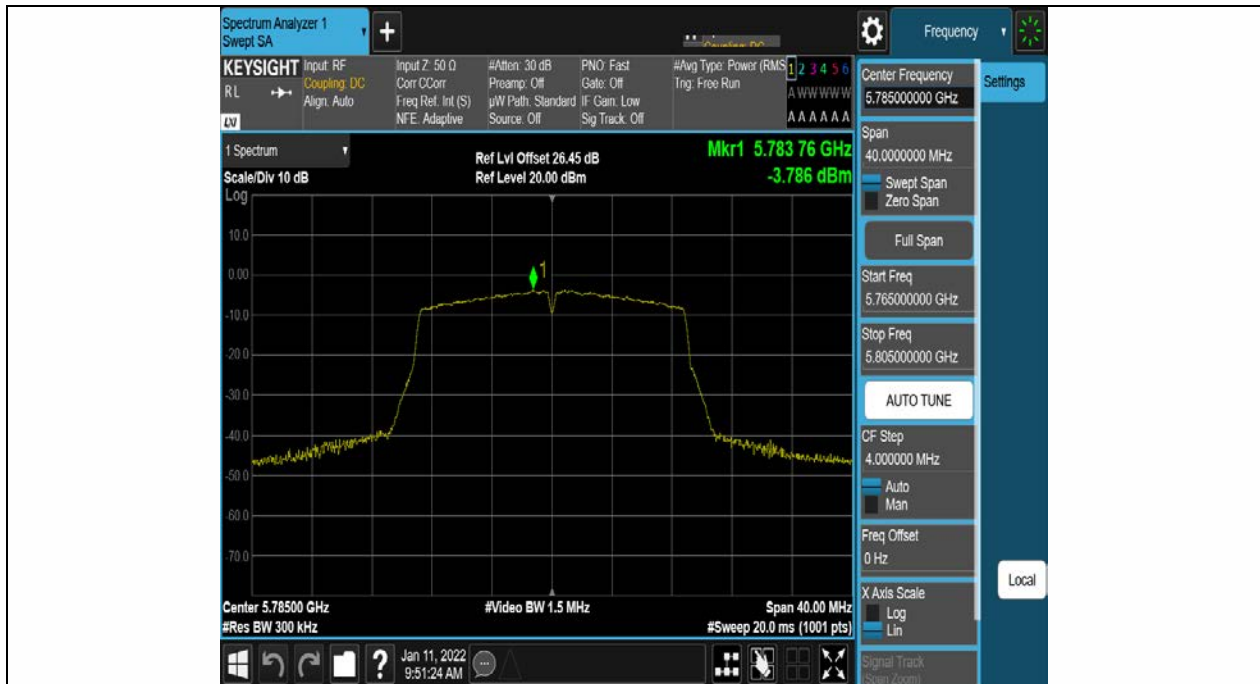 Spectrum Analyzer 1
Swept SA
+
Frequency
KEYSIGHT
RL
LXI
Input: RF
Coupling: DC
Align: Auto
Input Z: 50 Ω
Corr CCorr
Freq Ref: Int (S)
NFE: Adaptive
#Atten: 30 dB
Preamp: Off
µW Path: Standard
Source: Off
PNO: Fast
Gate: Off
IF Gain: Low
Sig Track: Off
#Avg Type: Power (RMS
Trig: Free Run
1 2 3 4 5 6
A W W W W W
A A A A A A
1 Spectrum
Scale/Div 10 dB
Log
Ref Lvl Offset 26.45 dB
Ref Level 20.00 dBm
Mkr1 5.783 76 GHz
-3.786 dBm
10.0
0.00
-10.0
-20.0
-30.0
-40.0
-50.0
-60.0
-70.0
1
Center 5.78500 GHz
#Res BW 300 kHz
#Video BW 1.5 MHz
Span 40.00 MHz
#Sweep 20.0 ms (1001 pts)
?
Jan 11, 2022
9:51:24 AM
Center Frequency
5.785000000 GHz
Span
40.0000000 MHz
Swept Span
Zero Span
Full Span
Start Freq
5.765000000 GHz
Stop Freq
5.805000000 GHz
AUTO TUNE
CF Step
4.000000 MHz
Auto
Man
Freq Offset
0 Hz
X Axis Scale
Log
Lin
Signal Track
(Span Zoom)
Settings
Local